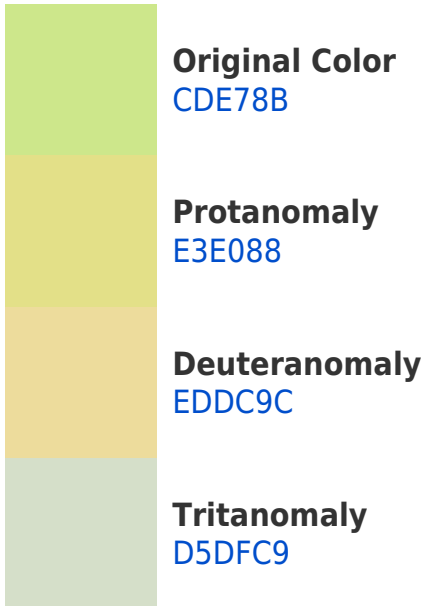 Original Color
CDE78B
Protanomaly
E3E088
Deuteranomaly
EDDC9C
Tritanomaly
D5DFC9